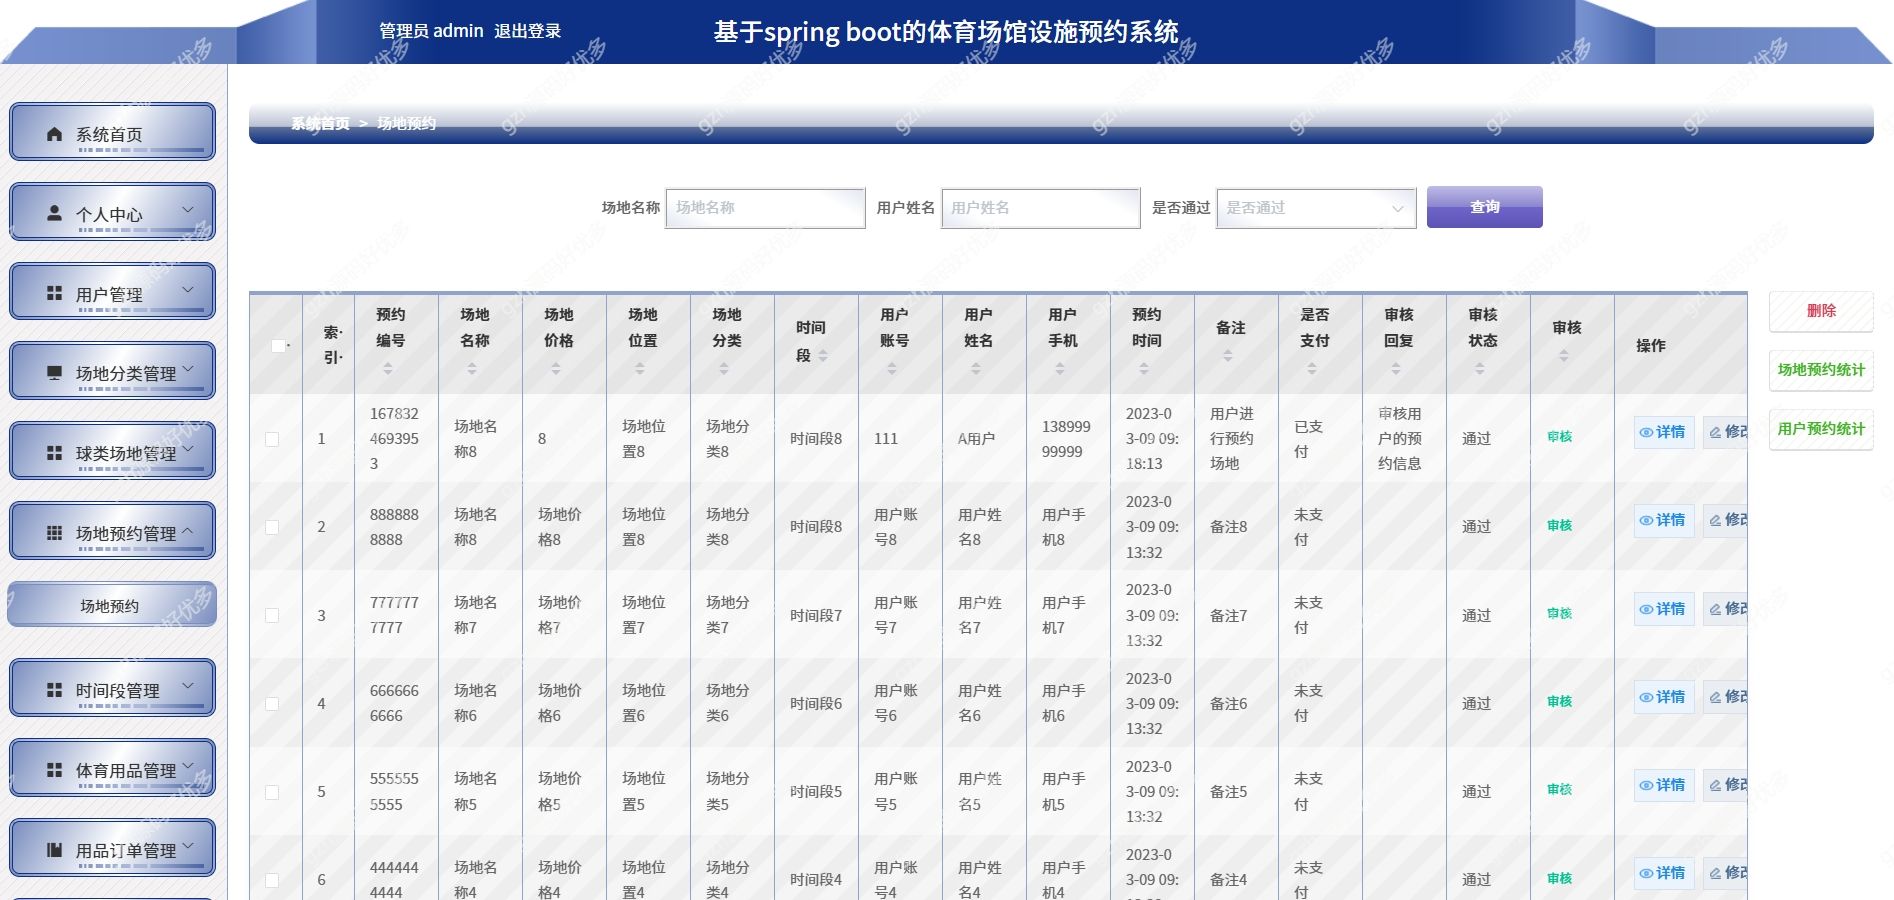 管理员 admin 退出登录
基于spring boot的体育场馆设施预约系统
系统首页
个人中心
用户管理
场地分类管理
球类场地管理
场地预约管理
场地预约
时间段管理
体育用品管理
用品订单管理
系统首页 > 场地预约
场地名称 场地名称 用户姓名 用户姓名 是否通过 是否通过 查询
索引 预约编号 场地名称 场地价格 场地位置 场地分类 时间段 用户账号 用户姓名 用户手机 预约时间 备注 是否支付 审核回复 审核状态 审核 操作
1 1678324693953 场地名称8 8 场地位置8 场地分类8 时间段8 111 A用户 13899999999 2023-03-09 09:18:13 用户进行预约场地 已支付 审核用户的预约信息 通过 审核 详情 修改
2 8888888888 场地名称8 场地价格8 场地位置8 场地分类8 时间段8 用户账号8 用户姓名8 用户手机8 2023-03-09 09:13:32 备注8 未支付 通过 审核 详情 修改
3 7777777777 场地名称7 场地价格7 场地位置7 场地分类7 时间段7 用户账号7 用户姓名7 用户手机7 2023-03-09 09:13:32 备注7 未支付 通过 审核 详情 修改
4 6666666666 场地名称6 场地价格6 场地位置6 场地分类6 时间段6 用户账号6 用户姓名6 用户手机6 2023-03-09 09:13:32 备注6 未支付 通过 审核 详情 修改
5 5555555555 场地名称5 场地价格5 场地位置5 场地分类5 时间段5 用户账号5 用户姓名5 用户手机5 2023-03-09 09:13:32 备注5 未支付 通过 审核 详情 修改
6 4444444444 场地名称4 场地价格4 场地位置4 场地分类4 时间段4 用户账号4 用户姓名4 用户手机4 2023-03-09 09: 备注4 未支付 通过 审核 详情 修改
删除
场地预约统计
用户预约统计